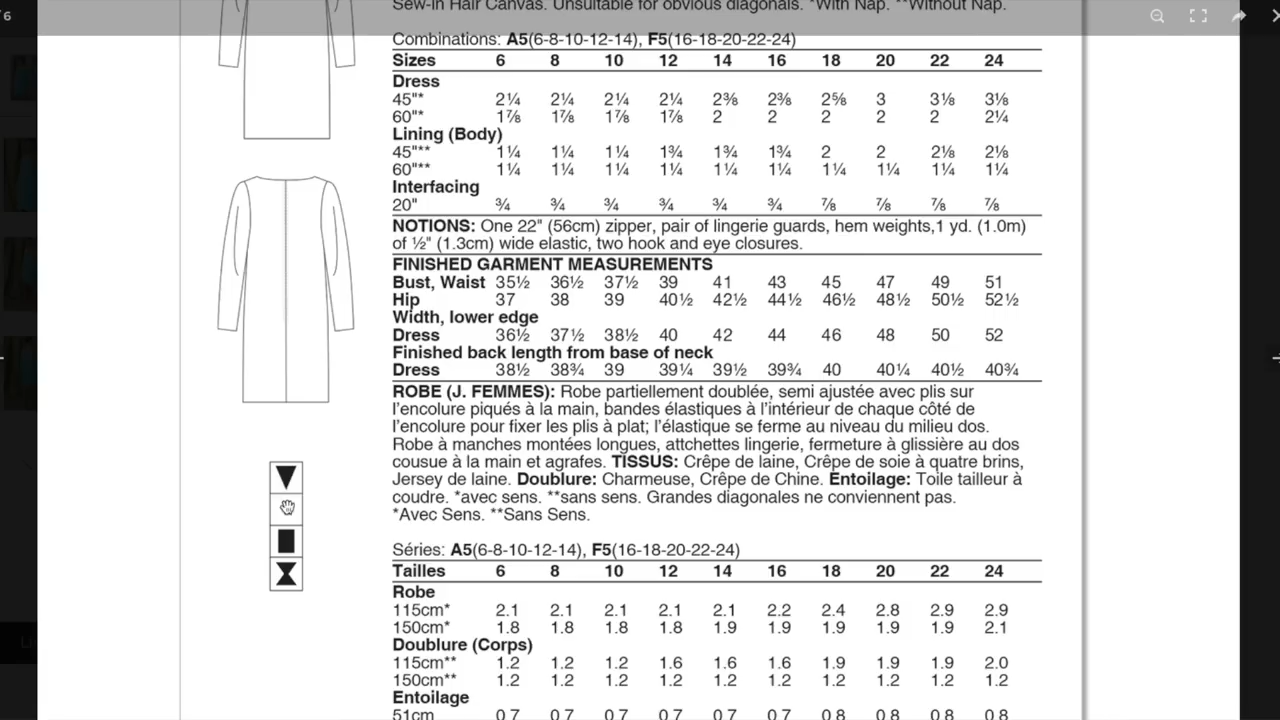 6
Sew-in Hair Canvas. Unsuitable for obvious diagonals. *With Nap. **Without Nap.
Combinations: A5(6-8-10-12-14), F5(16-18-20-22-24)
Sizes 6 8 10 12 14 16 18 20 22 24
Dress
45"* 2¼ 2¼ 2¼ 2¼ 2⅜ 2⅜ 2⅝ 3 3⅛ 3⅛
60"* 1⅞ 1⅞ 1⅞ 1⅞ 2 2 2 2 2 2¼
Lining (Body)
45"** 1¼ 1¼ 1¼ 1¾ 1¾ 1¾ 2 2 2⅛ 2⅛
60"** 1¼ 1¼ 1¼ 1¼ 1¼ 1¼ 1¼ 1¼ 1¼ 1¼
Interfacing
20" ¾ ¾ ¾ ¾ ¾ ¾ ⅞ ⅞ ⅞ ⅞
NOTIONS: One 22" (56cm) zipper, pair of lingerie guards, hem weights,1 yd. (1.0m)
of ½" (1.3cm) wide elastic, two hook and eye closures.
FINISHED GARMENT MEASUREMENTS
Bust, Waist 35½ 36½ 37½ 39 41 43 45 47 49 51
Hip 37 38 39 40½ 42½ 44½ 46½ 48½ 50½ 52½
Width, lower edge
Dress 36½ 37½ 38½ 40 42 44 46 48 50 52
Finished back length from base of neck
Dress 38½ 38¾ 39 39¼ 39½ 39¾ 40 40¼ 40½ 40¾
ROBE (J. FEMMES): Robe partiellement doublée, semi ajustée avec plis sur
l'encolure piqués à la main, bandes élastiques à l'intérieur de chaque côté de
l'encolure pour fixer les plis à plat; l'élastique se ferme au niveau du milieu dos.
Robe à manches montées longues, attchettes lingerie, fermeture à glissière au dos
cousue à la main et agrafes. TISSUS: Crêpe de laine, Crêpe de soie à quatre brins,
Jersey de laine. Doublure: Charmeuse, Crêpe de Chine. Entoilage: Toile tailleur à
coudre. *avec sens. **sans sens. Grandes diagonales ne conviennent pas.
*Avec Sens. **Sans Sens.
Séries: A5(6-8-10-12-14), F5(16-18-20-22-24)
Tailles 6 8 10 12 14 16 18 20 22 24
Robe
115cm* 2.1 2.1 2.1 2.1 2.1 2.2 2.4 2.8 2.9 2.9
150cm* 1.8 1.8 1.8 1.8 1.9 1.9 1.9 1.9 1.9 2.1
Doublure (Corps)
115cm** 1.2 1.2 1.2 1.6 1.6 1.6 1.9 1.9 1.9 2.0
150cm** 1.2 1.2 1.2 1.2 1.2 1.2 1.2 1.2 1.2 1.2
Entoilage
51cm 0.7 0.7 0.7 0.7 0.7 0.7 0.8 0.8 0.8 0.8